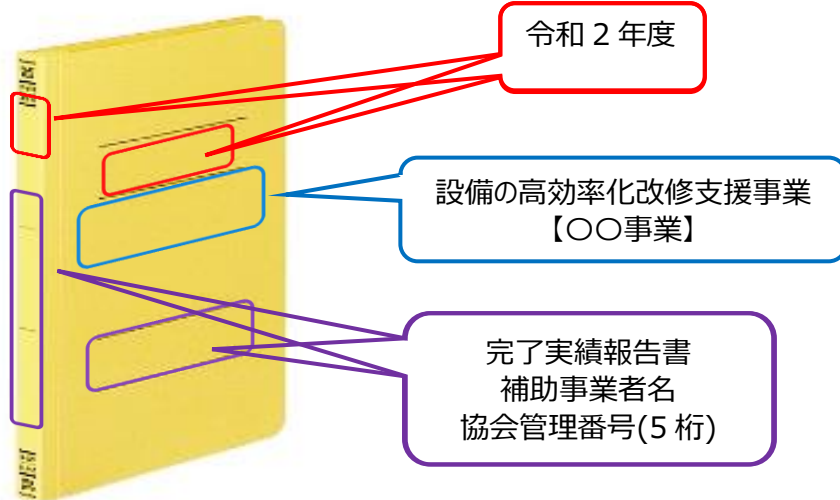 令和 2 年度
設備の高効率化改修支援事業
【〇〇事業】
完了実績報告書
補助事業者名
協会管理番号(5 桁)